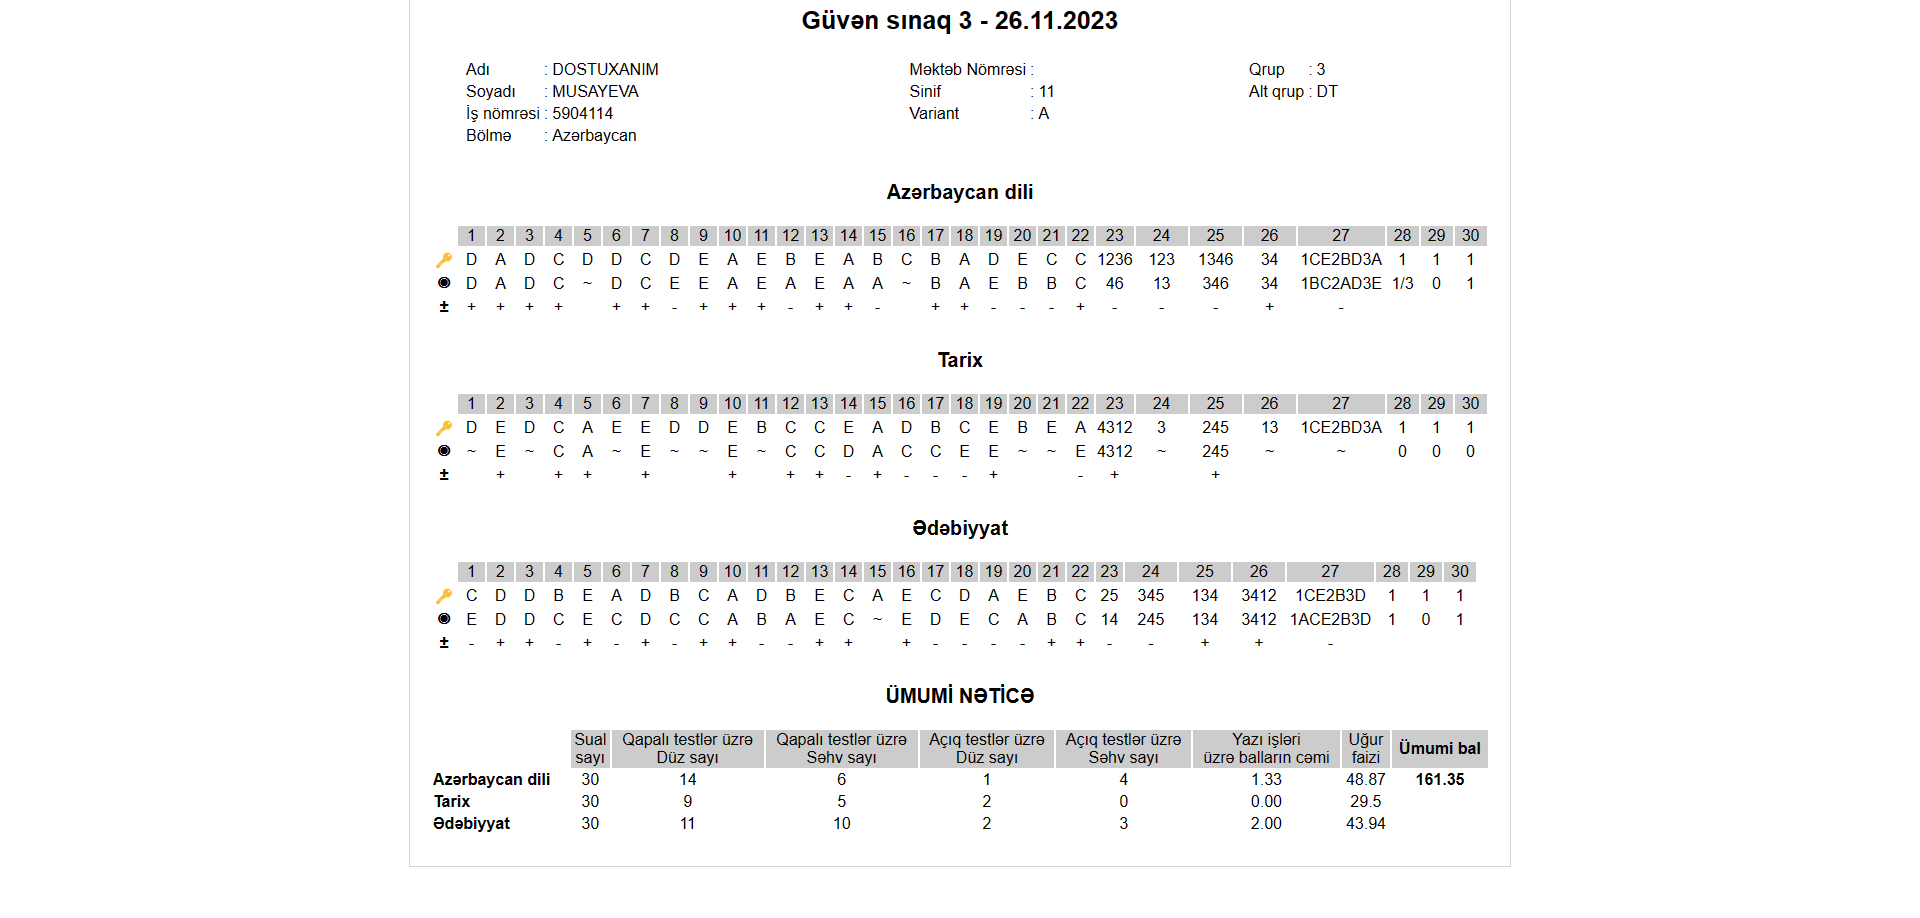 Güvən sınaq 3 - 26.11.2023
Adı : DOSTUXANIM Məktəb Nömrəsi : Qrup : 3
Soyadı : MUSAYEVA Sinif : 11 Alt qrup : DT
İş nömrəsi : 5904114 Variant : A
Bölmə : Azərbaycan
Azərbaycan dili
1 2 3 4 5 6 7 8 9 10 11 12 13 14 15 16 17 18 19 20 21 22 23 24 25 26 27 28 29 30
D A D C D D C D E A E B E A B C B A D E C C 1236 123 1346 34 1CE2BD3A 1 1 1
D A D C ~ D C E E A E A E A A ~ B A E B B C 46 13 346 34 1BC2AD3E 1/3 0 1
± + + + + + + - + + + - + + - + + - - - + - - - + -
Tarix
1 2 3 4 5 6 7 8 9 10 11 12 13 14 15 16 17 18 19 20 21 22 23 24 25 26 27 28 29 30
D E D C A E E D D E B C C E A D B C E B E A 4312 3 245 13 1CE2BD3A 1 1 1
~ E ~ C A ~ E ~ ~ E ~ C C D A C C E E ~ ~ E 4312 ~ 245 ~ ~ 0 0 0
± + + + + + + + - + - - - + - + +
Ədəbiyyat
1 2 3 4 5 6 7 8 9 10 11 12 13 14 15 16 17 18 19 20 21 22 23 24 25 26 27 28 29 30
C D D B E A D B C A D B E C A E C D A E B C 25 345 134 3412 1CE2B3D 1 1 1
E D D C E C D C C A B A E C ~ E D E C A B C 14 245 134 3412 1ACE2B3D 1 0 1
± - + + - + - + - + + - - + + + - - - - + + - - + + -
ÜMUMİ NƏTİCƏ
Sual sayı Qapalı testlər üzrə Düz sayı Qapalı testlər üzrə Səhv sayı Açıq testlər üzrə Düz sayı Açıq testlər üzrə Səhv sayı Yazı işləri üzrə balların cəmi Uğur faizi Ümumi bal
Azərbaycan dili 30 14 6 1 4 1.33 48.87 161.35
Tarix 30 9 5 2 0 0.00 29.5
Ədəbiyyat 30 11 10 2 3 2.00 43.94